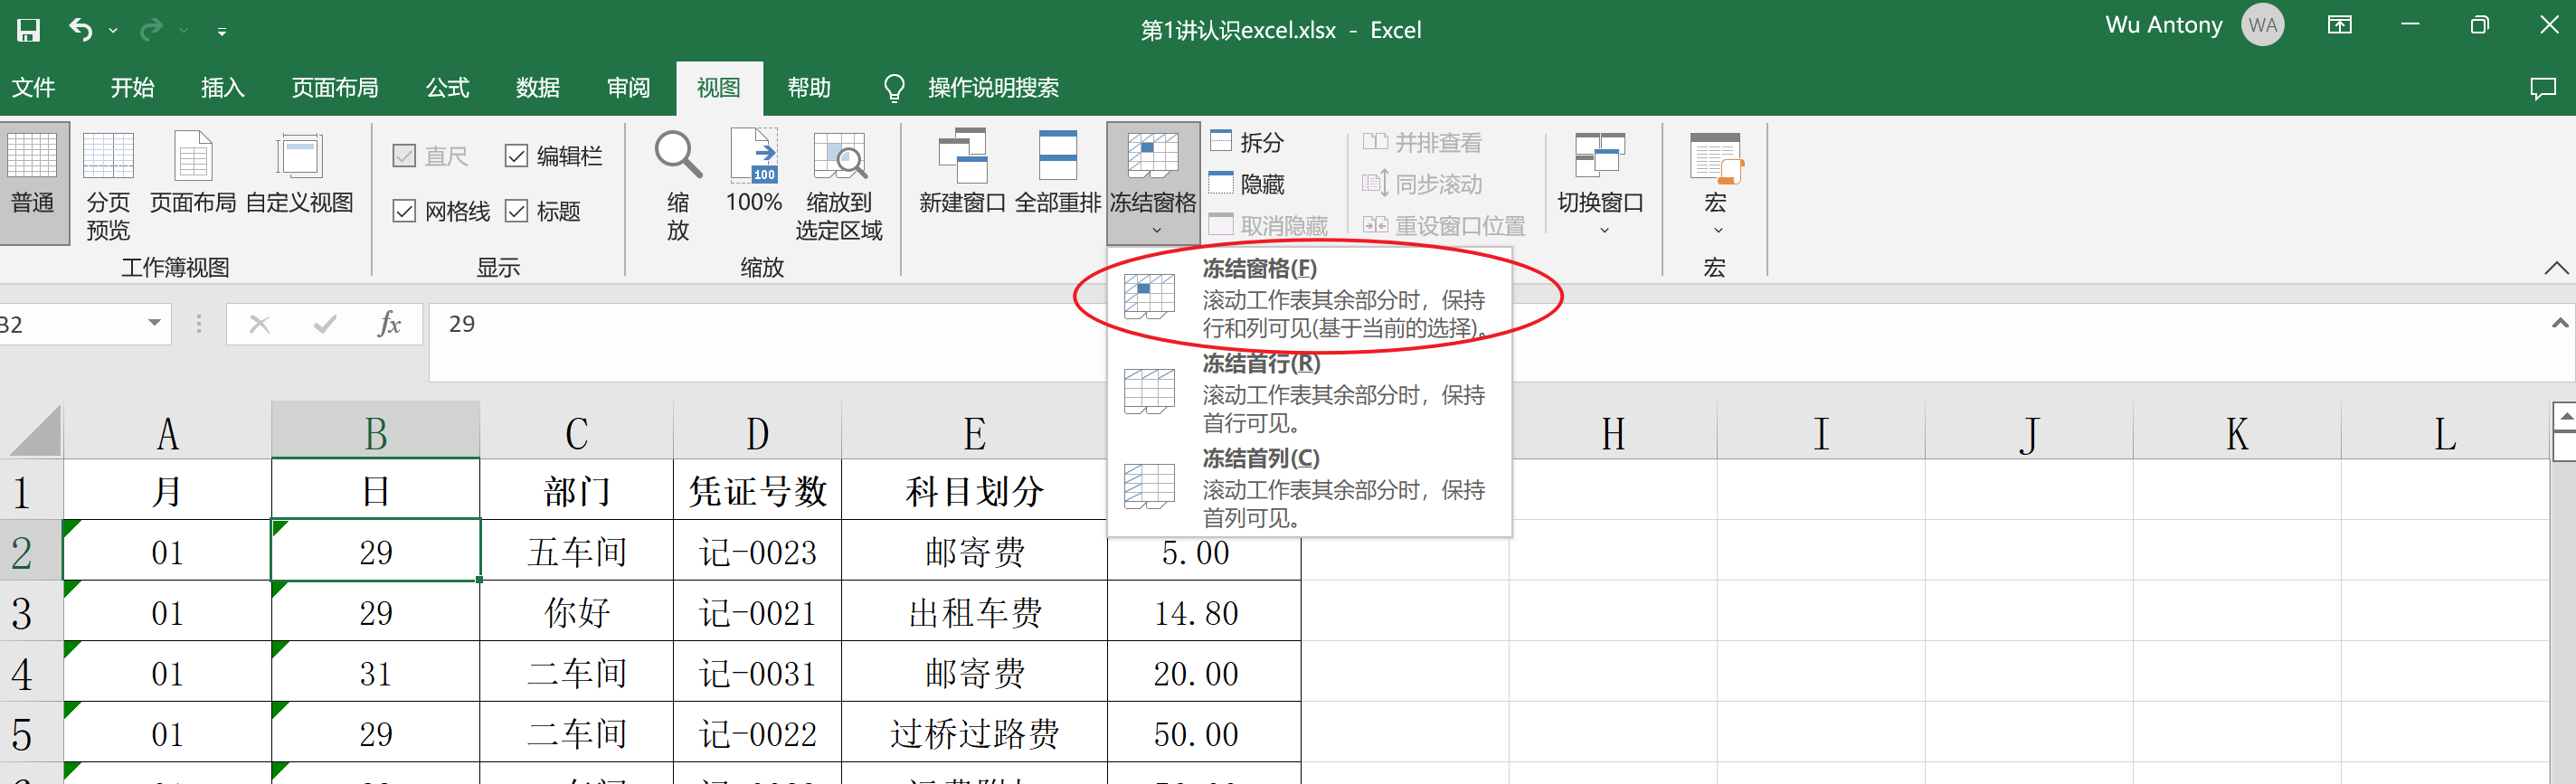 第1讲认识excel.xlsx - Excel
Wu Antony
WA
文件 开始 插入 页面布局 公式 数据 审阅 视图 帮助 操作说明搜索
普通
分页
预览
页面布局
自定义视图
工作簿视图
直尺
编辑栏
网格线
标题
显示
缩
放
100
100%
缩放到
选定区域
缩放
新建窗口
全部重排
冻结窗格
拆分
隐藏
取消隐藏
并排查看
同步滚动
重设窗口位置
切换窗口
宏
宏
冻结窗格(F)
滚动工作表其余部分时，保持
行和列可见(基于当前的选择)。
冻结首行(R)
滚动工作表其余部分时，保持
首行可见。
冻结首列(C)
滚动工作表其余部分时，保持
首列可见。
B2
fx
29
A B C D E H I J K L
1 月 日 部门 凭证号数 科目划分
2 01 29 五车间 记-0023 邮寄费 5.00
3 01 29 你好 记-0021 出租车费 14.80
4 01 31 二车间 记-0031 邮寄费 20.00
5 01 29 二车间 记-0022 过桥过路费 50.00